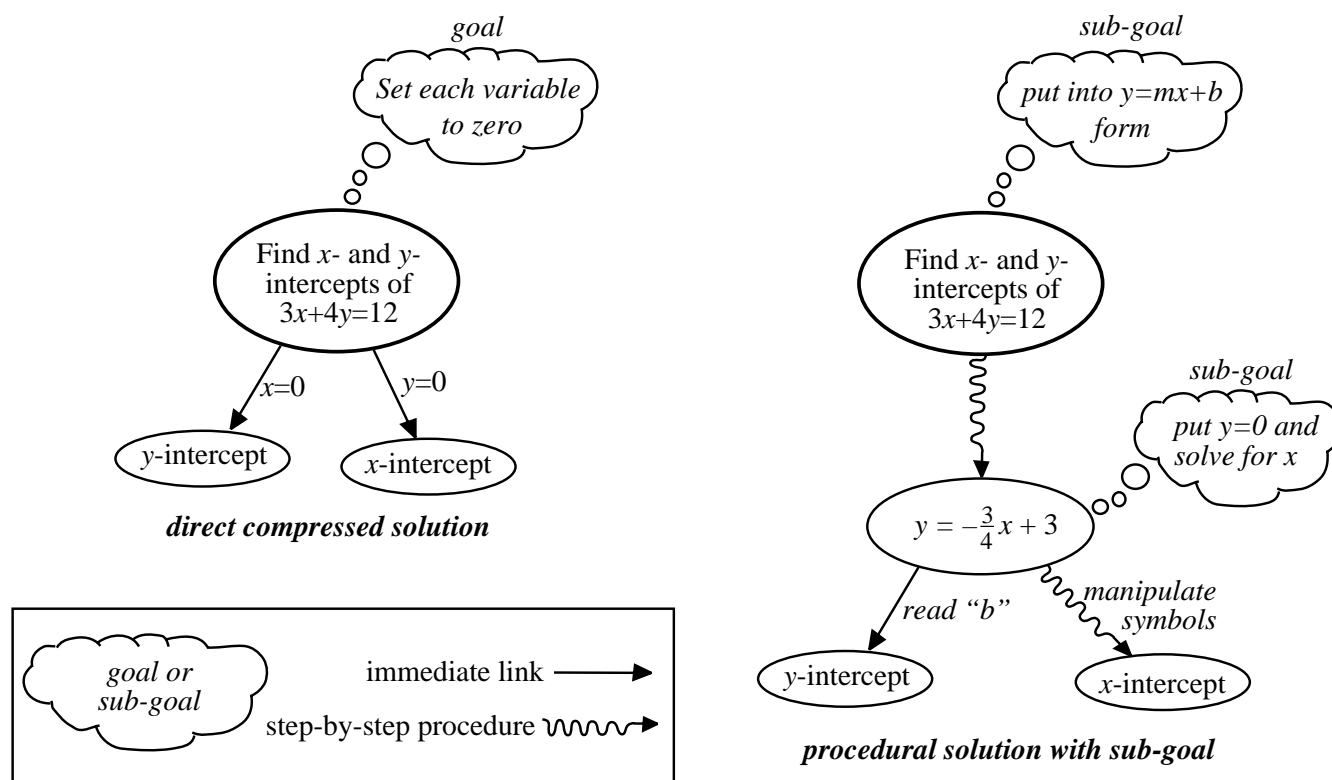 goal
Set each variable
to zero
Find x- and y-
intercepts of
3x+4y=12
x=0
y=0
y-intercept
x-intercept
direct compressed solution
goal or
sub-goal
immediate link
step-by-step procedure
sub-goal
put into y=mx+b
form
Find x- and y-
intercepts of
3x+4y=12
sub-goal
put y=0 and
solve for x
y = −3/4 x + 3
read “b”
manipulate
symbols
y-intercept
x-intercept
procedural solution with sub-goal